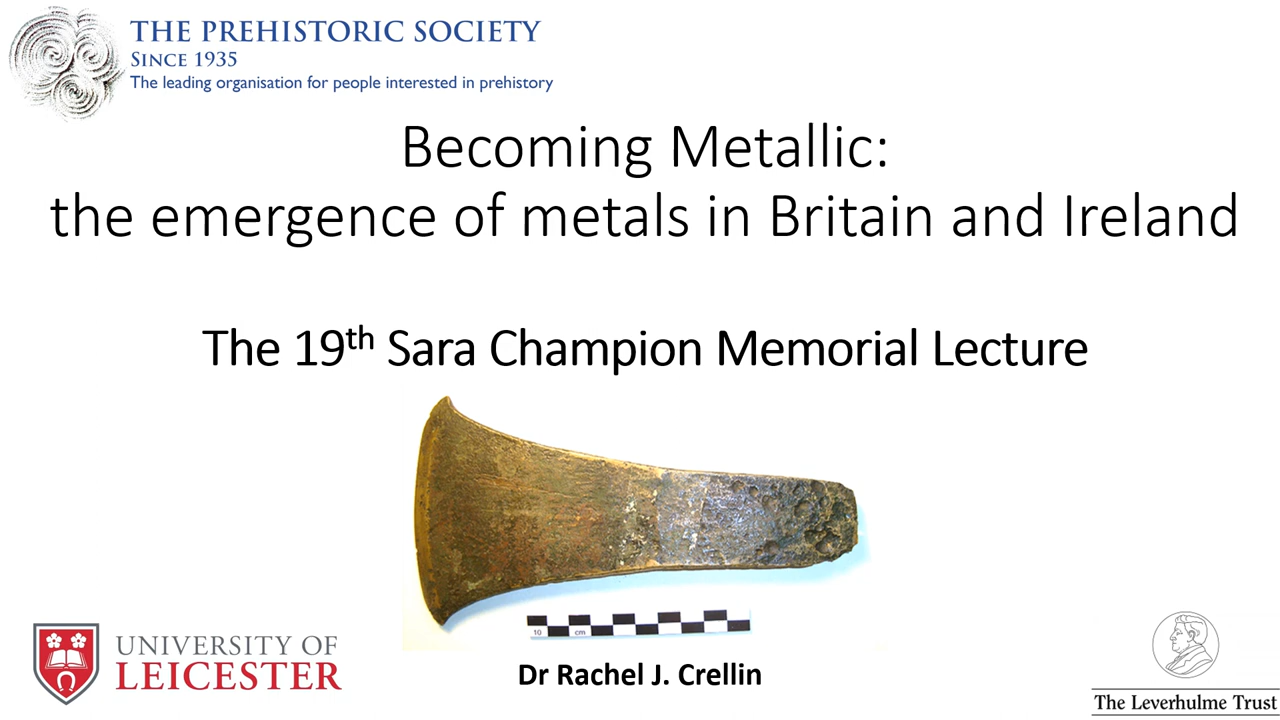 THE PREHISTORIC SOCIETY
SINCE 1935
The leading organisation for people interested in prehistory
Becoming Metallic:
the emergence of metals in Britain and Ireland
The 19th Sara Champion Memorial Lecture
10 cm
Dr Rachel J. Crellin
UNIVERSITY OF
LEICESTER
The Leverhulme Trust